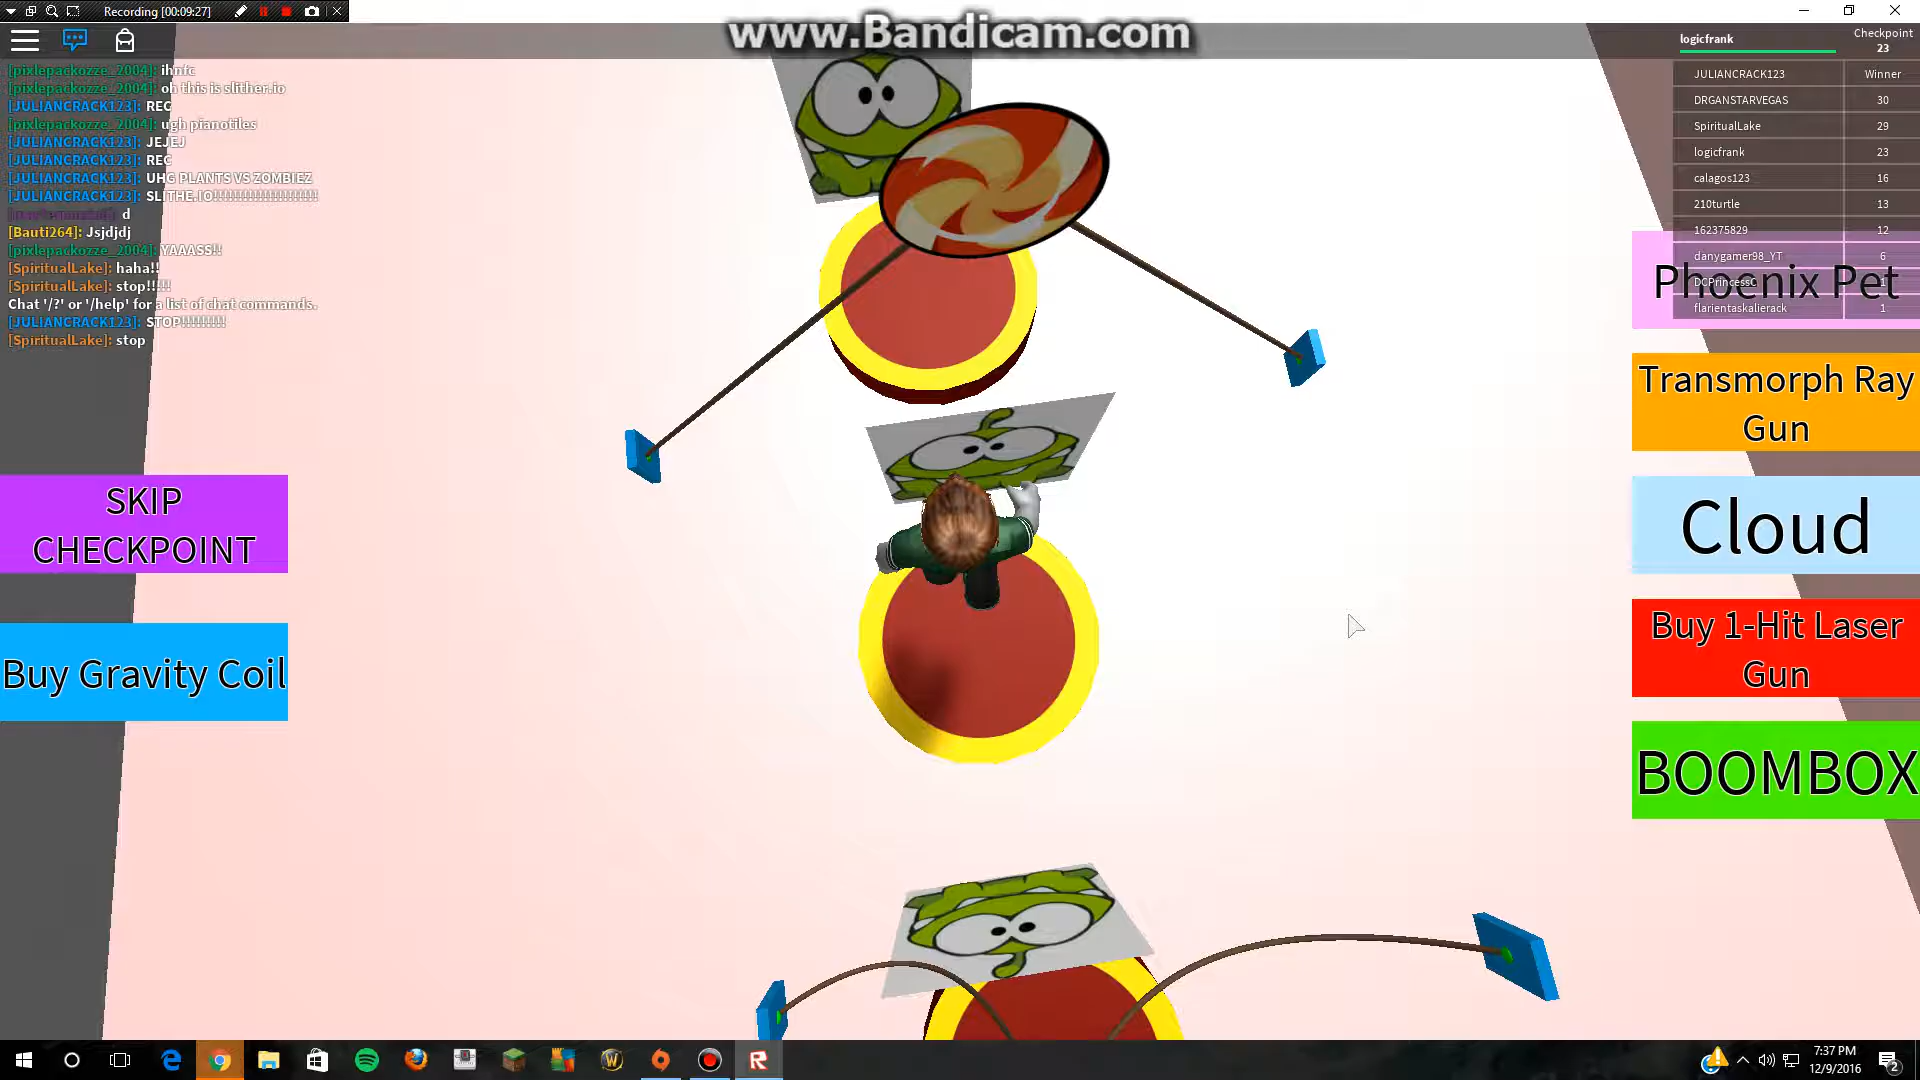 Recording [00:09:27]
www.Bandicam.com
[pixlepackozze_2004]: ihnfc
[pixlepackozze_2004]: oh this is slither.io
[JULIANCRACK123]: REC
[pixlepackozze_2004]: ugh pianotiles
[JULIANCRACK123]: JEJEJ
[JULIANCRACK123]: REC
[JULIANCRACK123]: UHG PLANTS VS ZOMBIEZ
[JULIANCRACK123]: SLITHE.IO!!!!!!!!!!!!!!!!!!!!!!
d
[Bauti264]: Jsjdjdj
[pixlepackozze_2004]: YAAASS!!
[SpiritualLake]: haha!!
[SpiritualLake]: stop!!!!!
Chat '/?' or '/help' for a list of chat commands.
[JULIANCRACK123]: STOP!!!!!!!!!
[SpiritualLake]: stop
logicfrank Checkpoint 23
JULIANCRACK123 Winner
DRGANSTARVEGAS 30
SpiritualLake 29
logicfrank 23
calagos123 16
210turtle 13
162375829 12
danygamer98_YT 6
DCPrincessC 1
flarientaskalierack 1
Phoenix Pet
Transmorph Ray
Gun
Cloud
Buy 1-Hit Laser
Gun
BOOMBOX
SKIP
CHECKPOINT
Buy Gravity Coil
7:37 PM
12/9/2016
2